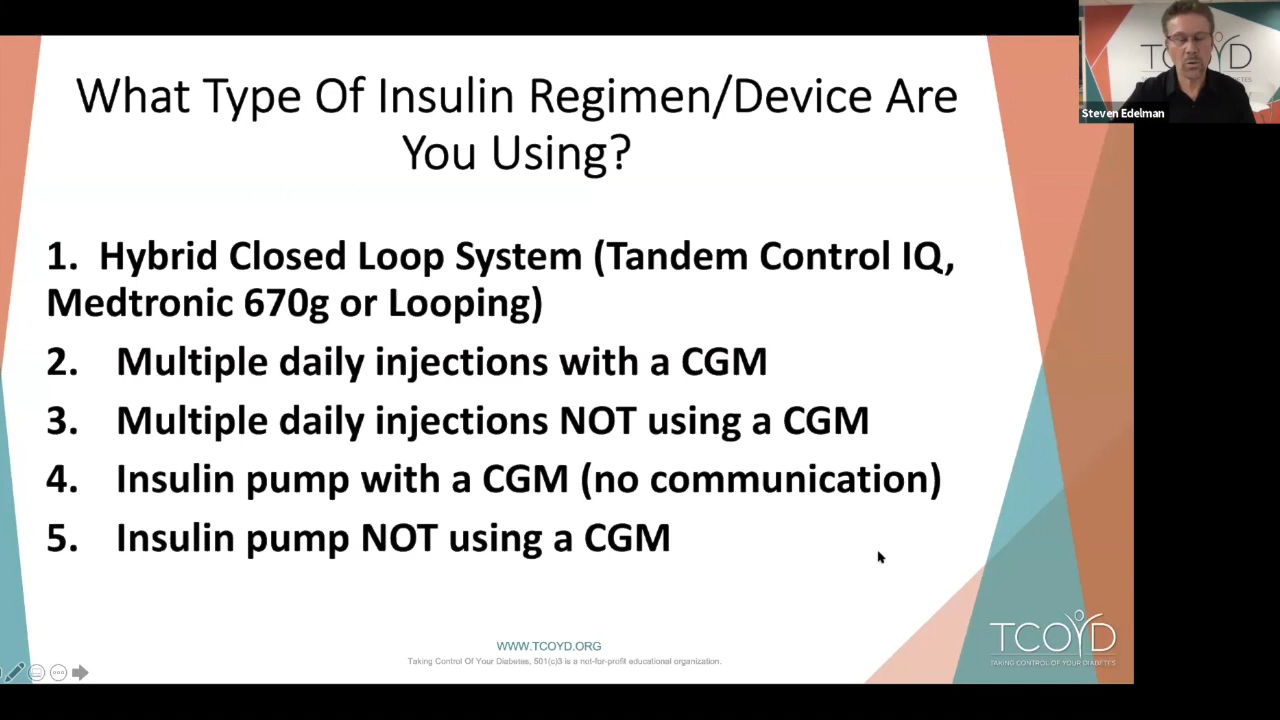 What Type Of Insulin Regimen/Device Are
You Using?
1. Hybrid Closed Loop System (Tandem Control IQ,
Medtronic 670g or Looping)
2. Multiple daily injections with a CGM
3. Multiple daily injections NOT using a CGM
4. Insulin pump with a CGM (no communication)
5. Insulin pump NOT using a CGM
WWW.TCOYD.ORG
Taking Control Of Your Diabetes, 501(c)3 is a not-for-profit educational organization.
TCOYD
TAKING CONTROL OF YOUR DIABETES
TCOYD
Steven Edelman